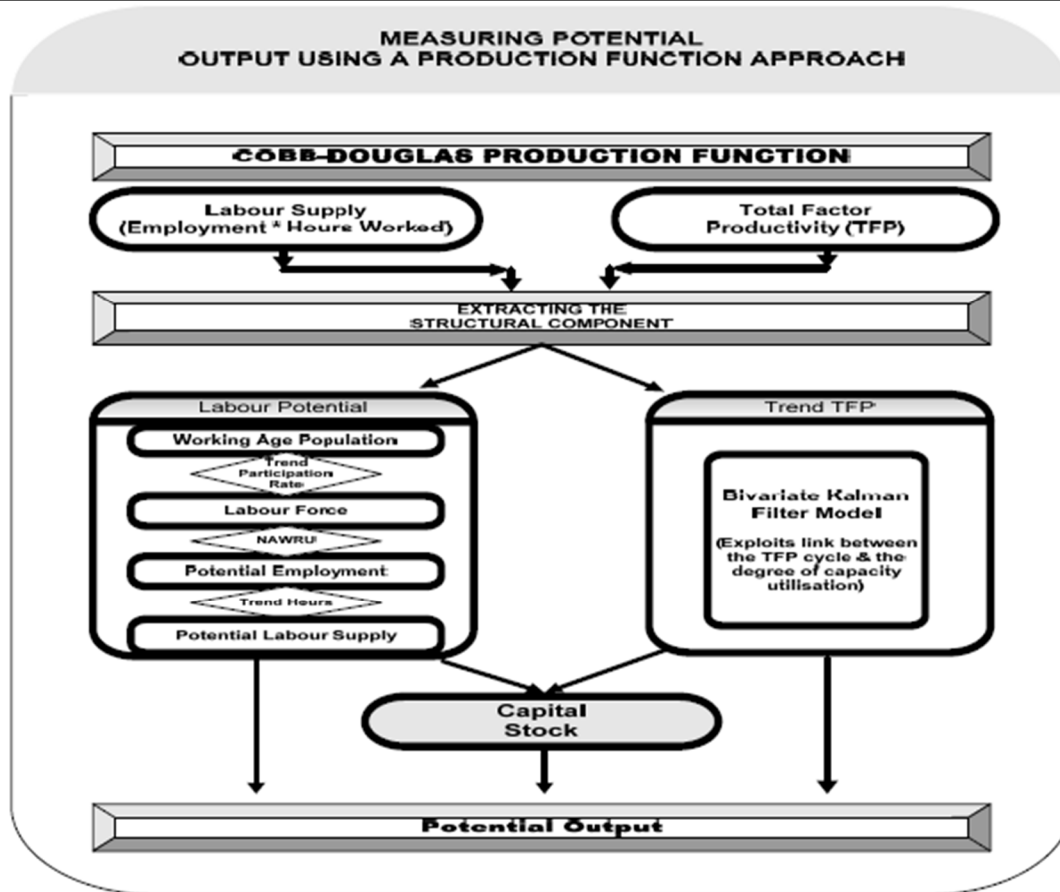 MEASURING POTENTIAL
OUTPUT USING A PRODUCTION FUNCTION APPROACH
COBB-DOUGLAS PRODUCTION FUNCTION
Labour Supply
(Employment * Hours Worked)
Total Factor
Productivity (TFP)
EXTRACTING THE
STRUCTURAL COMPONENT
Labour Potential
Working Age Population
Trend
Participation
Rate
Labour Force
NAWRU
Potential Employment
Trend Hours
Potential Labour Supply
Trend TFP
Bivariate Kalman
Filter Model
(Exploits link between
the TFP cycle & the
degree of capacity
utilisation)
Capital
Stock
Potential Output